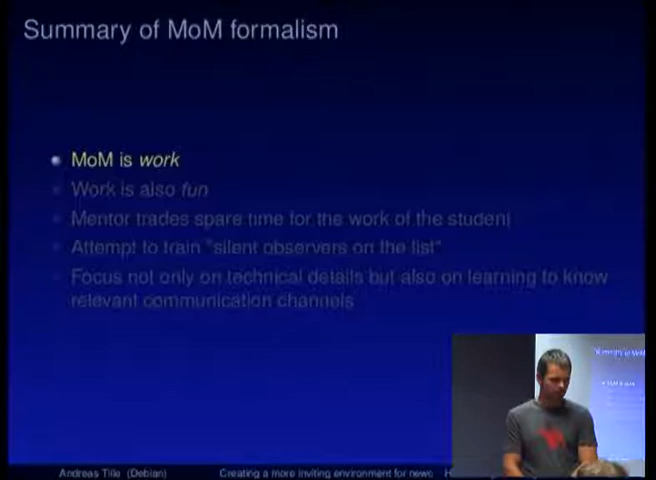 Summary of MoM formalism
MoM is work
Work is also fun
Mentor trades spare time for the work of the student
Attempt to train "silent observers on the list"
Focus not only on technical details but also on learning to know
relevant communication channels
Andreas Tille (Debian)
Creating a more inviting environment for newc